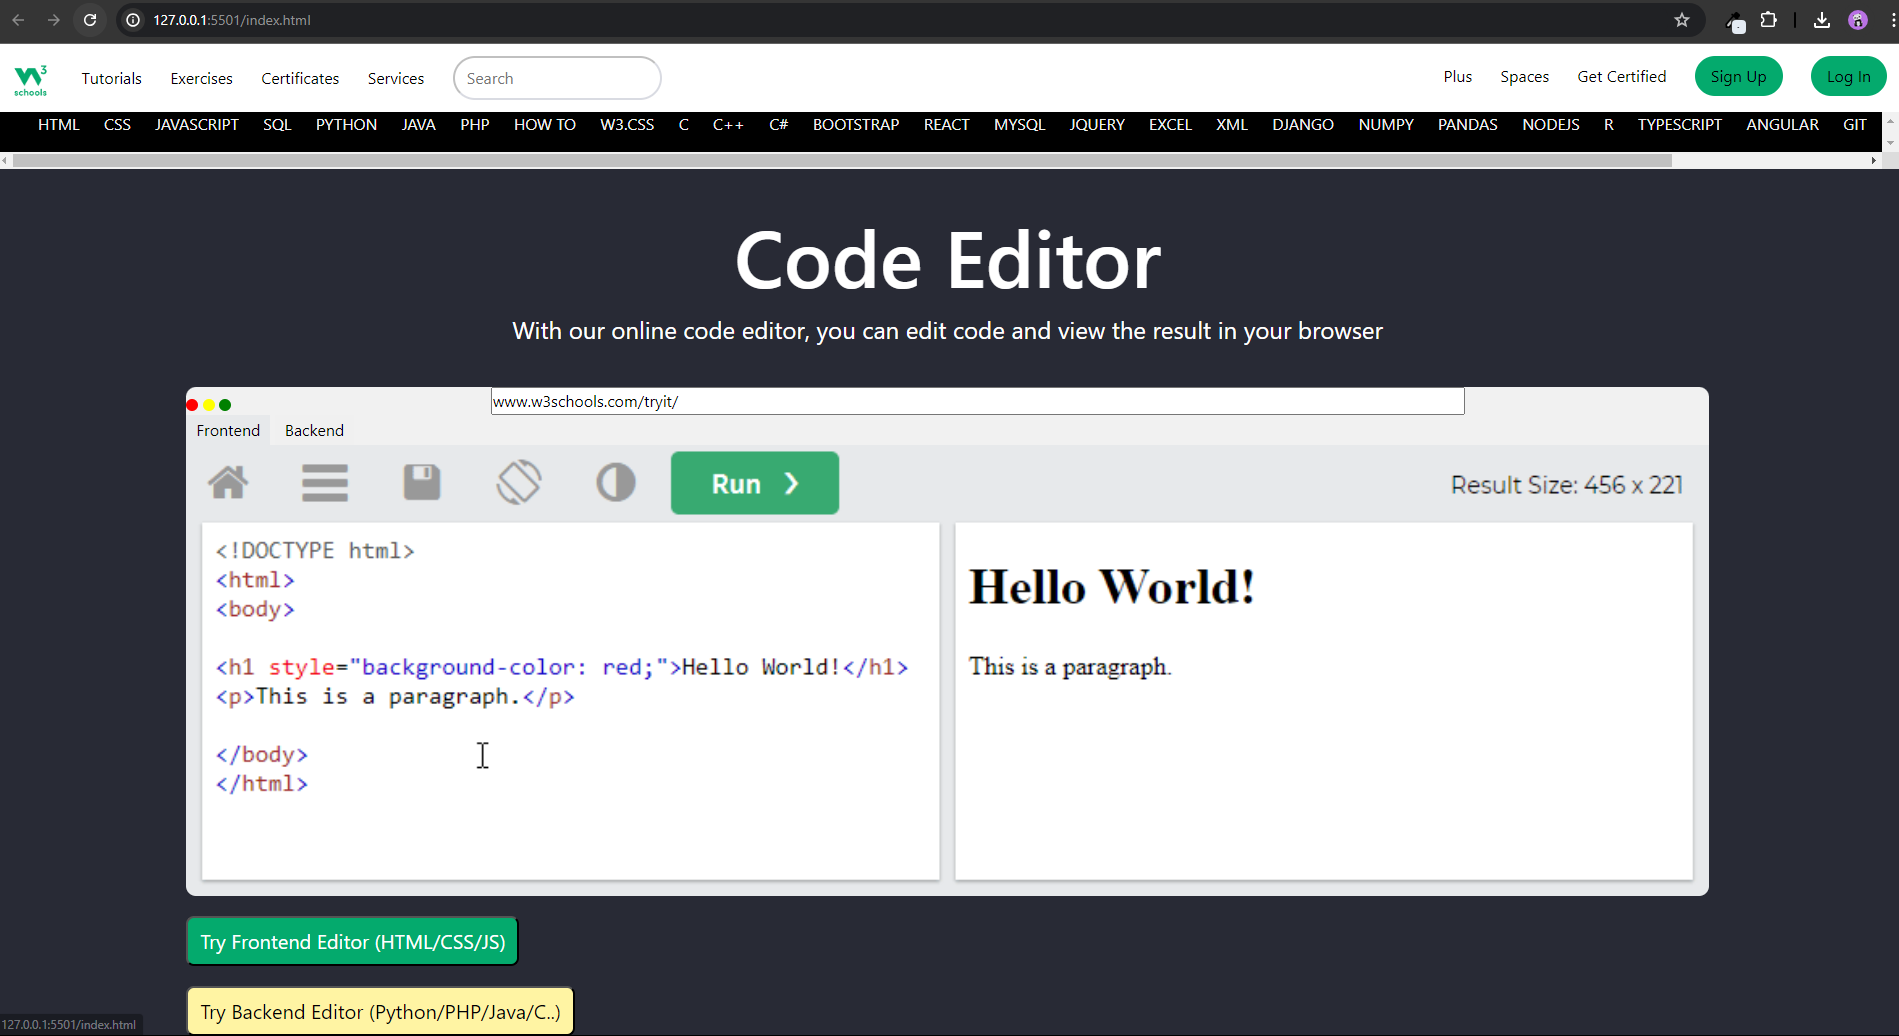 127.0.0.1:5501/index.html
W3 schools Tutorials Exercises Certificates Services Search Plus Spaces Get Certified Sign Up Log In
HTML CSS JAVASCRIPT SQL PYTHON JAVA PHP HOW TO W3.CSS C C++ C# BOOTSTRAP REACT MYSQL JQUERY EXCEL XML DJANGO NUMPY PANDAS NODEJS R TYPESCRIPT ANGULAR GIT
Code Editor
With our online code editor, you can edit code and view the result in your browser
www.w3schools.com/tryit/
Frontend Backend
Run ❯ Result Size: 456 x 221
<!DOCTYPE html>
<html>
<body>
<h1 style="background-color: red;">Hello World!</h1>
<p>This is a paragraph.</p>
</body>
</html>
Hello World!
This is a paragraph.
Try Frontend Editor (HTML/CSS/JS)
Try Backend Editor (Python/PHP/Java/C..)
127.0.0.1:5501/index.html